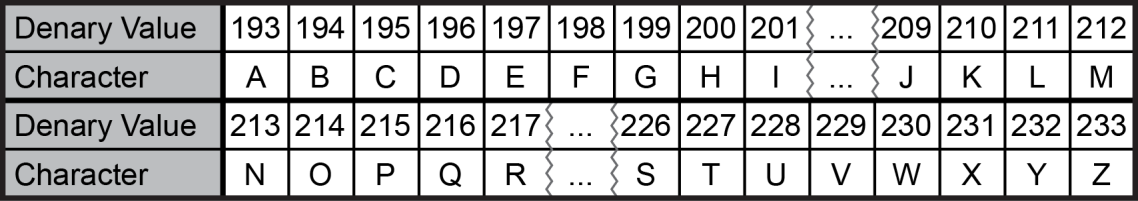 Denary Value 193 194 195 196 197 198 199 200 201 ... 209 210 211 212
Character A B C D E F G H I ... J K L M
Denary Value 213 214 215 216 217 ... 226 227 228 229 230 231 232 233
Character N O P Q R ... S T U V W X Y Z